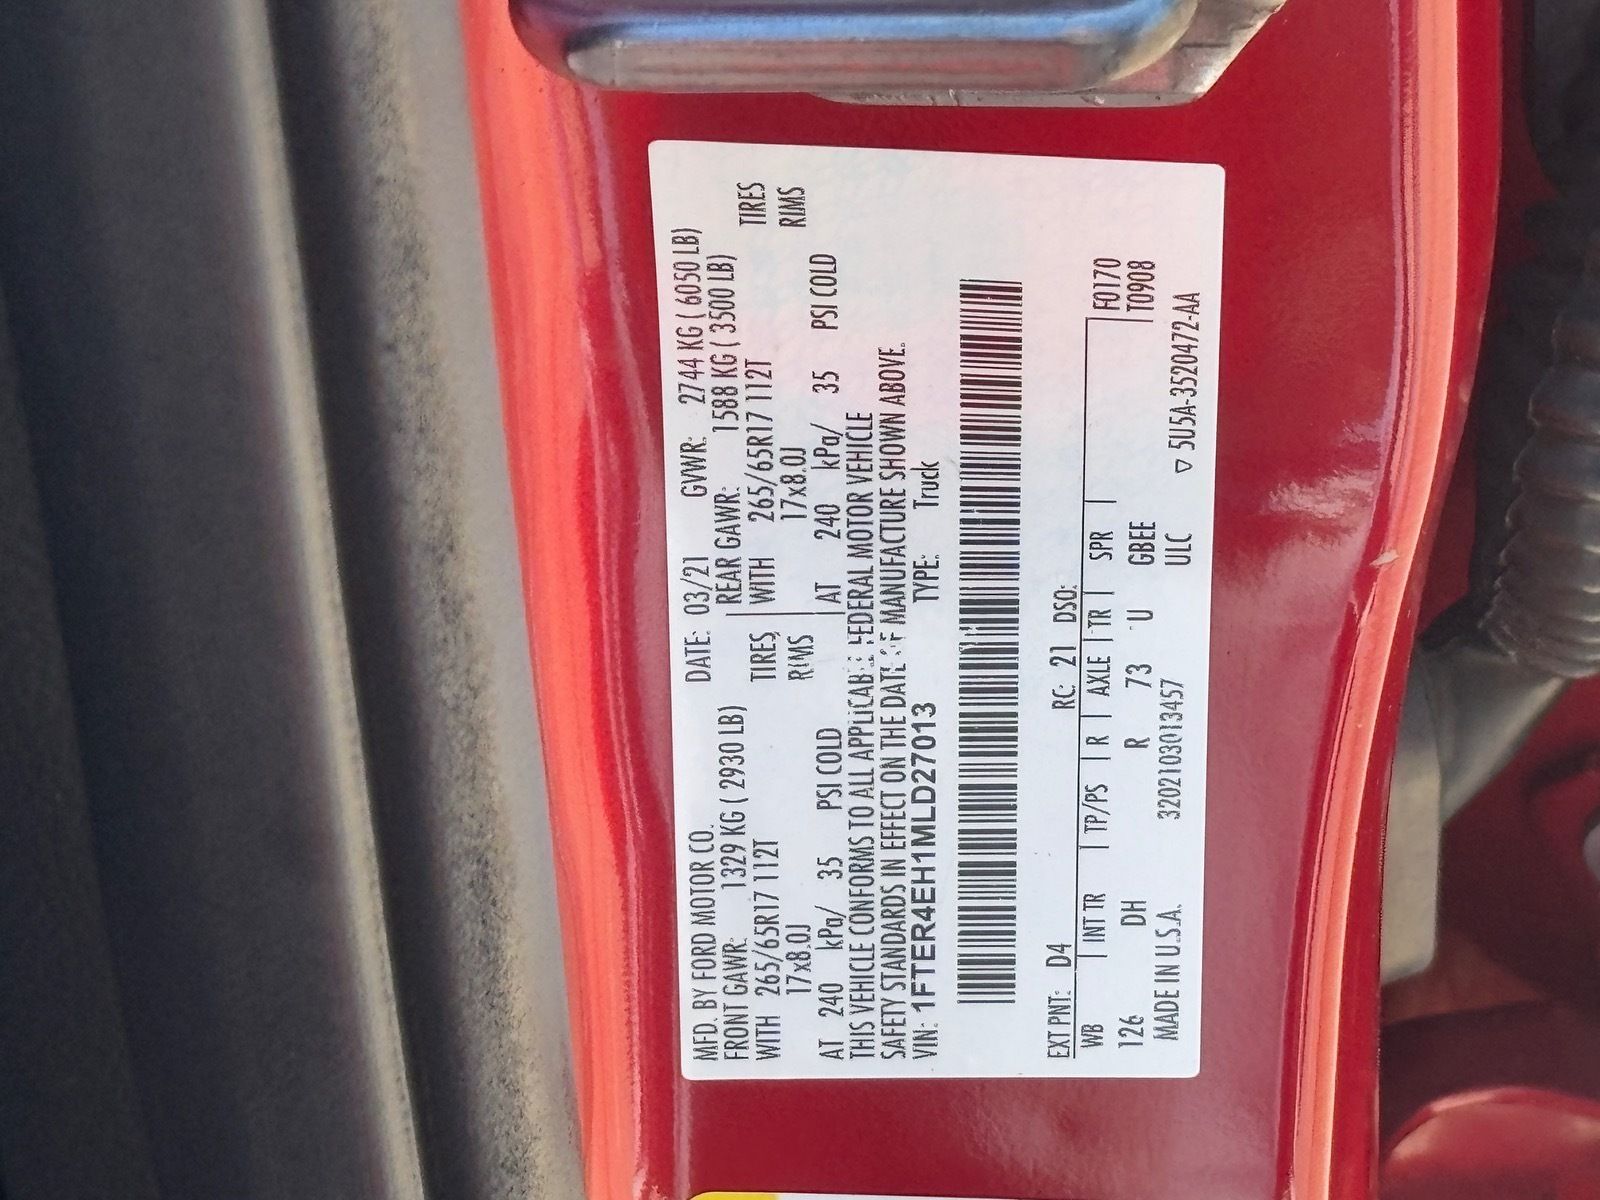 MFD. BY FORD MOTOR CO. DATE: 03/21 GVWR: 2744 KG ( 6050 LB)
FRONT GAWR: 1329 KG ( 2930 LB) REAR GAWR: 1588 KG ( 3500 LB)
WITH 265/65R17 112T TIRES, WITH 265/65R17 112T TIRES
17x8.0J RIMS 17x8.0J RIMS
AT 240 kPa/ 35 PSI COLD AT 240 kPa/ 35 PSI COLD
THIS VEHICLE CONFORMS TO ALL APPLICABLE FEDERAL MOTOR VEHICLE
SAFETY STANDARDS IN EFFECT ON THE DATE OF MANUFACTURE SHOWN ABOVE.
VIN: 1FTER4EH1MLD27013 TYPE: Truck
EXT PNT: D4 RC: 21 DSO:
WB INT TR TP/PS R AXLE TR SPR F0170
126 DH R 73 U GBEE T0908
MADE IN U.S.A. 3202103013457 ULC
▽ 5U5A-3520472-AA